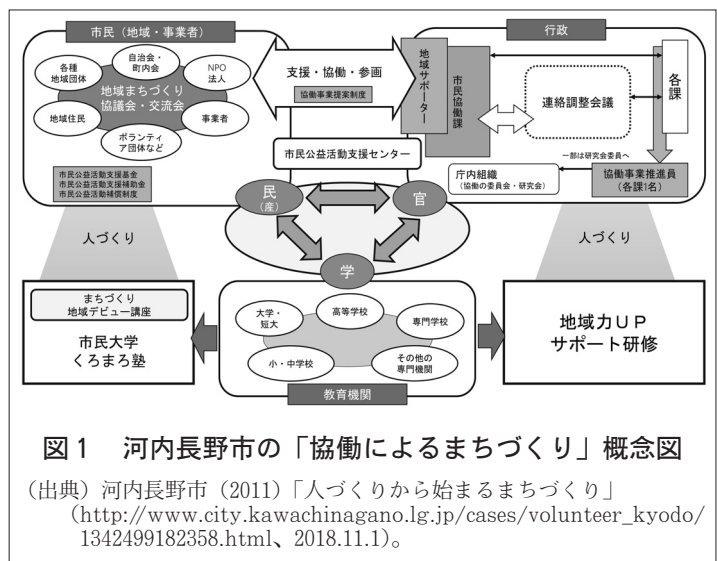 市民（地域・事業者）
各種
地域団体
自治会・
町内会
NPO
法人
地域まちづくり
協議会・交流会
地域住民
事業者
ボランティ
ア団体など
市民公益活動支援基金
市民公益活動支援補助金
市民公益活動補償制度
支援・協働・参画
協働事業提案制度
市民公益活動支援センター
行政
地域サポーター
市民協働課
連絡調整会議
各課
一部は研究会委員へ
庁内組織
（協働の委員会・研究会）
協働事業推進員
（各課1名）
民
（産）
官
学
人づくり
人づくり
まちづくり
地域デビュー講座
市民大学
くろまろ塾
大学・
短大
高等学校
専門学校
小・中学校
その他の
専門機関
教育機関
地域力UP
サポート研修
図1　河内長野市の「協働によるまちづくり」概念図
（出典）河内長野市（2011）「人づくりから始まるまちづくり」
（http://www.city.kawachinagano.lg.jp/cases/volunteer_kyodo/
1342499182358.html、2018.11.1）。